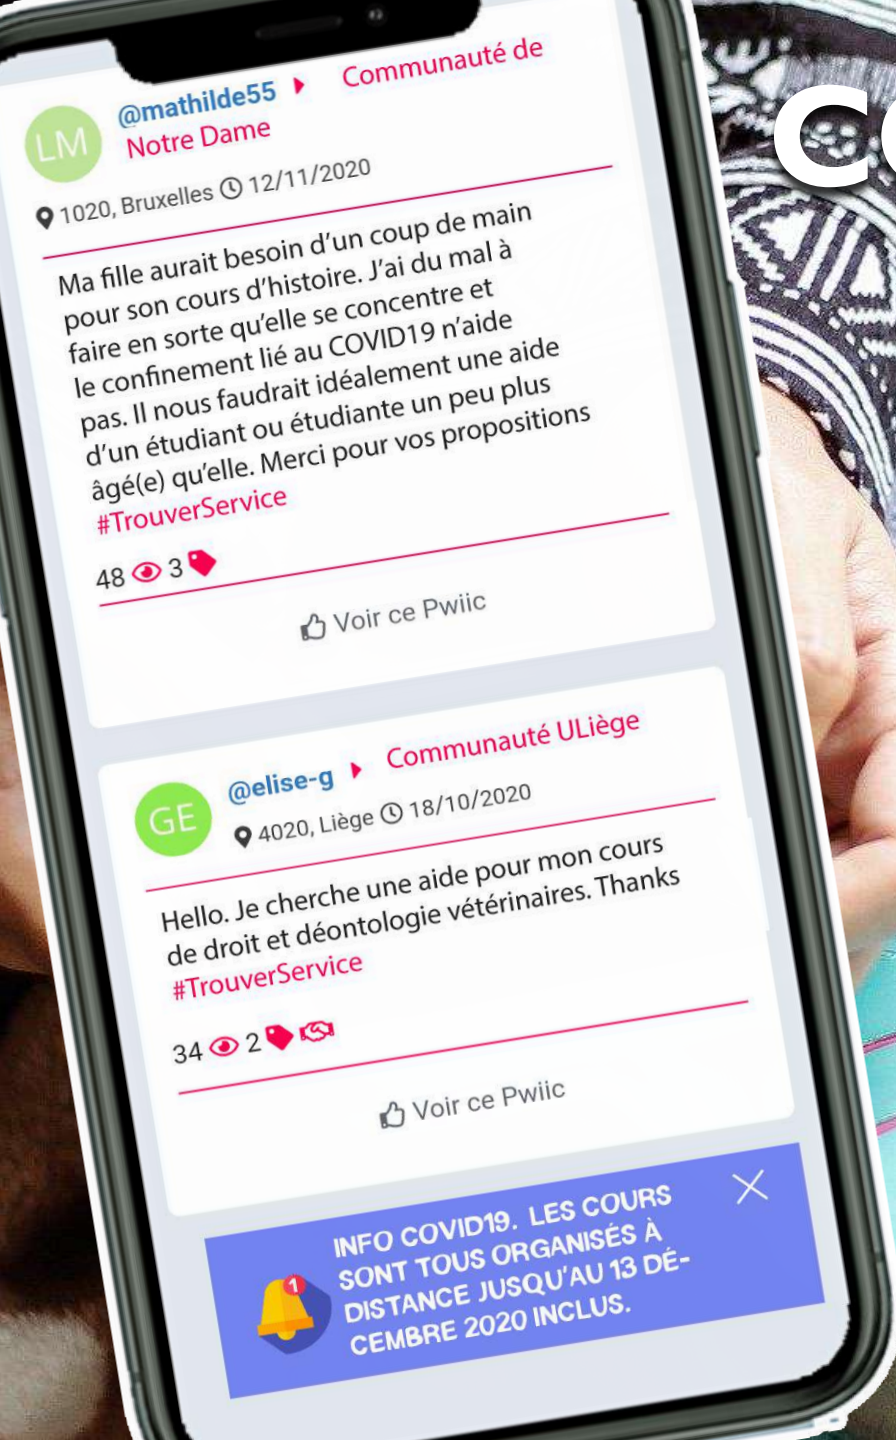 LM
@mathilde55 Communauté de
Notre Dame
1020, Bruxelles 12/11/2020
Ma fille aurait besoin d'un coup de main
pour son cours d'histoire. J'ai du mal à
faire en sorte qu'elle se concentre et
le confinement lié au COVID19 n'aide
pas. Il nous faudrait idéalement une aide
d'un étudiant ou étudiante un peu plus
âgé(e) qu'elle. Merci pour vos propositions
#TrouverService
48 3
Voir ce Pwiic
GE
@elise-g Communauté ULiège
4020, Liège 18/10/2020
Hello. Je cherche une aide pour mon cours
de droit et déontologie vétérinaires. Thanks
#TrouverService
34 2
Voir ce Pwiic
1
INFO COVID19. LES COURS
SONT TOUS ORGANISÉS À
DISTANCE JUSQU'AU 13 DÉ-
CEMBRE 2020 INCLUS.